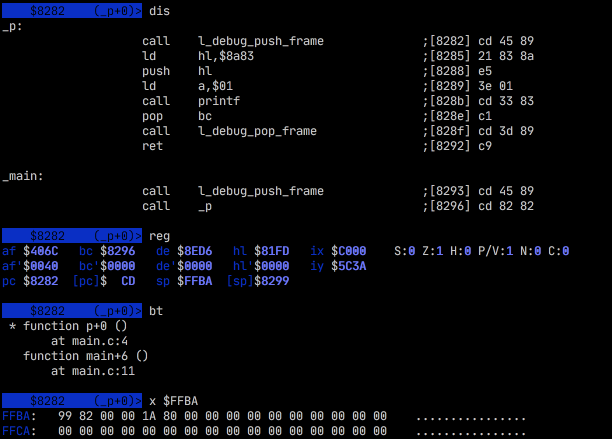 $8282    (_p+0)> dis
_p:
                    call    l_debug_push_frame              ;[8282] cd 45 89
                    ld      hl,$8a83                        ;[8285] 21 83 8a
                    push    hl                              ;[8288] e5
                    ld      a,$01                           ;[8289] 3e 01
                    call    printf                          ;[828b] cd 33 83
                    pop     bc                              ;[828e] c1
                    call    l_debug_pop_frame               ;[828f] cd 3d 89
                    ret                                     ;[8292] c9
_main:
                    call    l_debug_push_frame              ;[8293] cd 45 89
                    call    _p                              ;[8296] cd 82 82
$8282    (_p+0)> reg
af $406C   bc $8296   de $8ED6   hl $81FD   ix $C000    S:0 Z:1 H:0 P/V:1 N:0 C:0
af'$0040   bc'$0000   de'$0000   hl'$0000   iy $5C3A
pc $8282  [pc]$  CD   sp $FFBA  [sp]$8299
$8282    (_p+0)> bt
 * function p+0 ()
       at main.c:4
   function main+6 ()
       at main.c:11
$8282    (_p+0)> x $FFBA
FFBA:   99 82 00 00 1A 80 00 00 00 00 00 00 00 00 00 00    ................
FFCA:   00 00 00 00 00 00 00 00 00 00 00 00 00 00 00 00    ................